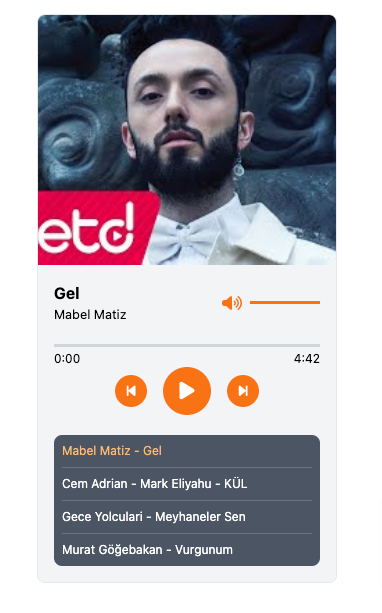 etd
Gel
Mabel Matiz
0:00
4:42
Mabel Matiz - Gel
Cem Adrian - Mark Eliyahu - KÜL
Gece Yolculari - Meyhaneler Sen
Murat Göğebakan - Vurgunum